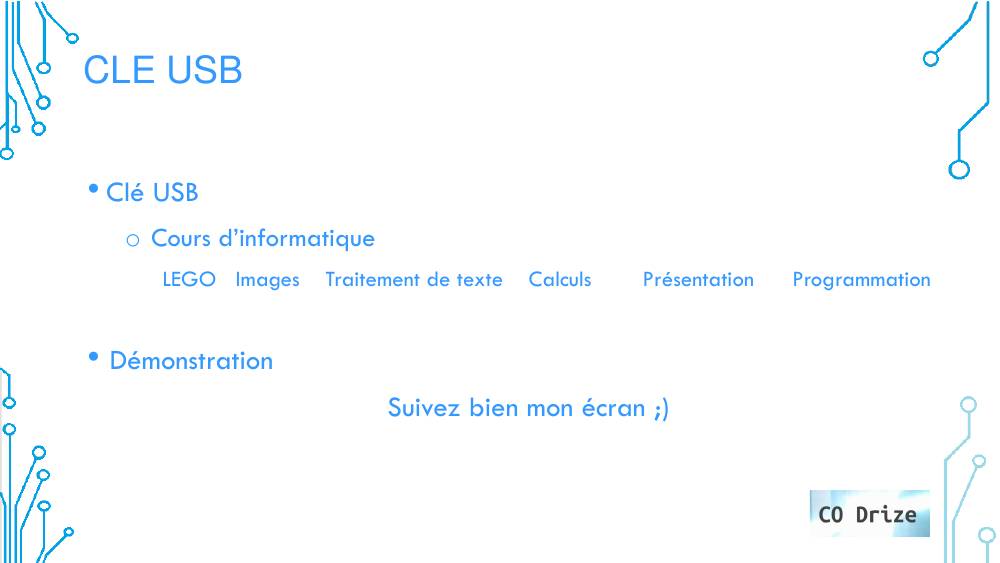 CLE USB
• Clé USB
o Cours d’informatique
LEGO Images Traitement de texte Calculs Présentation Programmation
• Démonstration
Suivez bien mon écran ;)
CO Drize